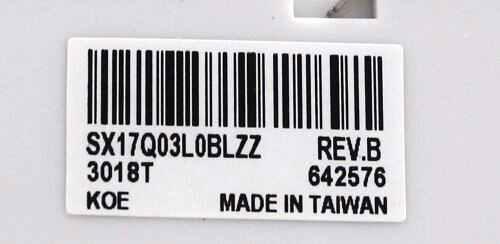 SX17Q03L0BLZZ REV.B
3018T 642576
KOE MADE IN TAIWAN